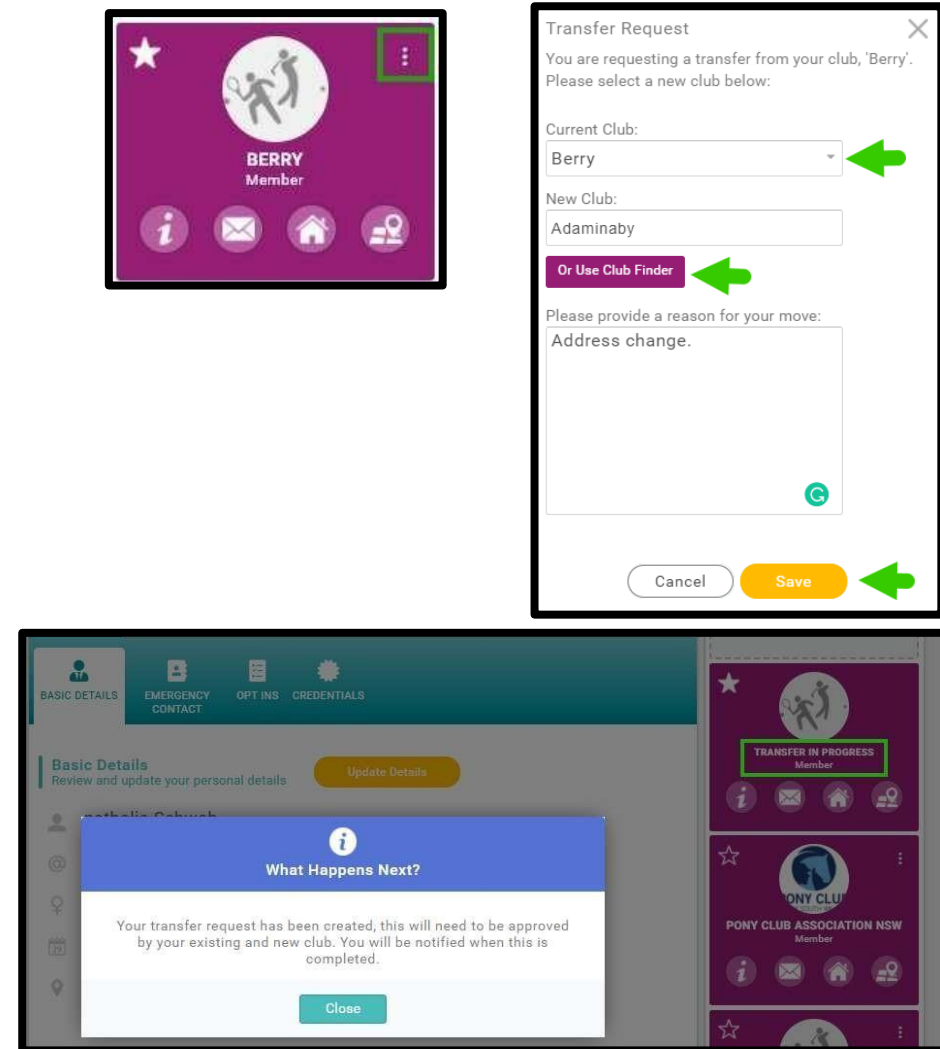 BERRY
Member
Transfer Request
You are requesting a transfer from your club, 'Berry'.
Please select a new club below:
Current Club:
Berry
New Club:
Adaminaby
Or Use Club Finder
Please provide a reason for your move:
Address change.
Cancel
Save
BASIC DETAILS
EMERGENCY
CONTACT
OPT INS
CREDENTIALS
Basic Details
Review and update your personal details
Update Details
What Happens Next?
Your transfer request has been created, this will need to be approved
by your existing and new club. You will be notified when this is
completed.
Close
TRANSFER IN PROGRESS
Member
PONY CLU
PONY CLUB ASSOCIATION NSW
Member